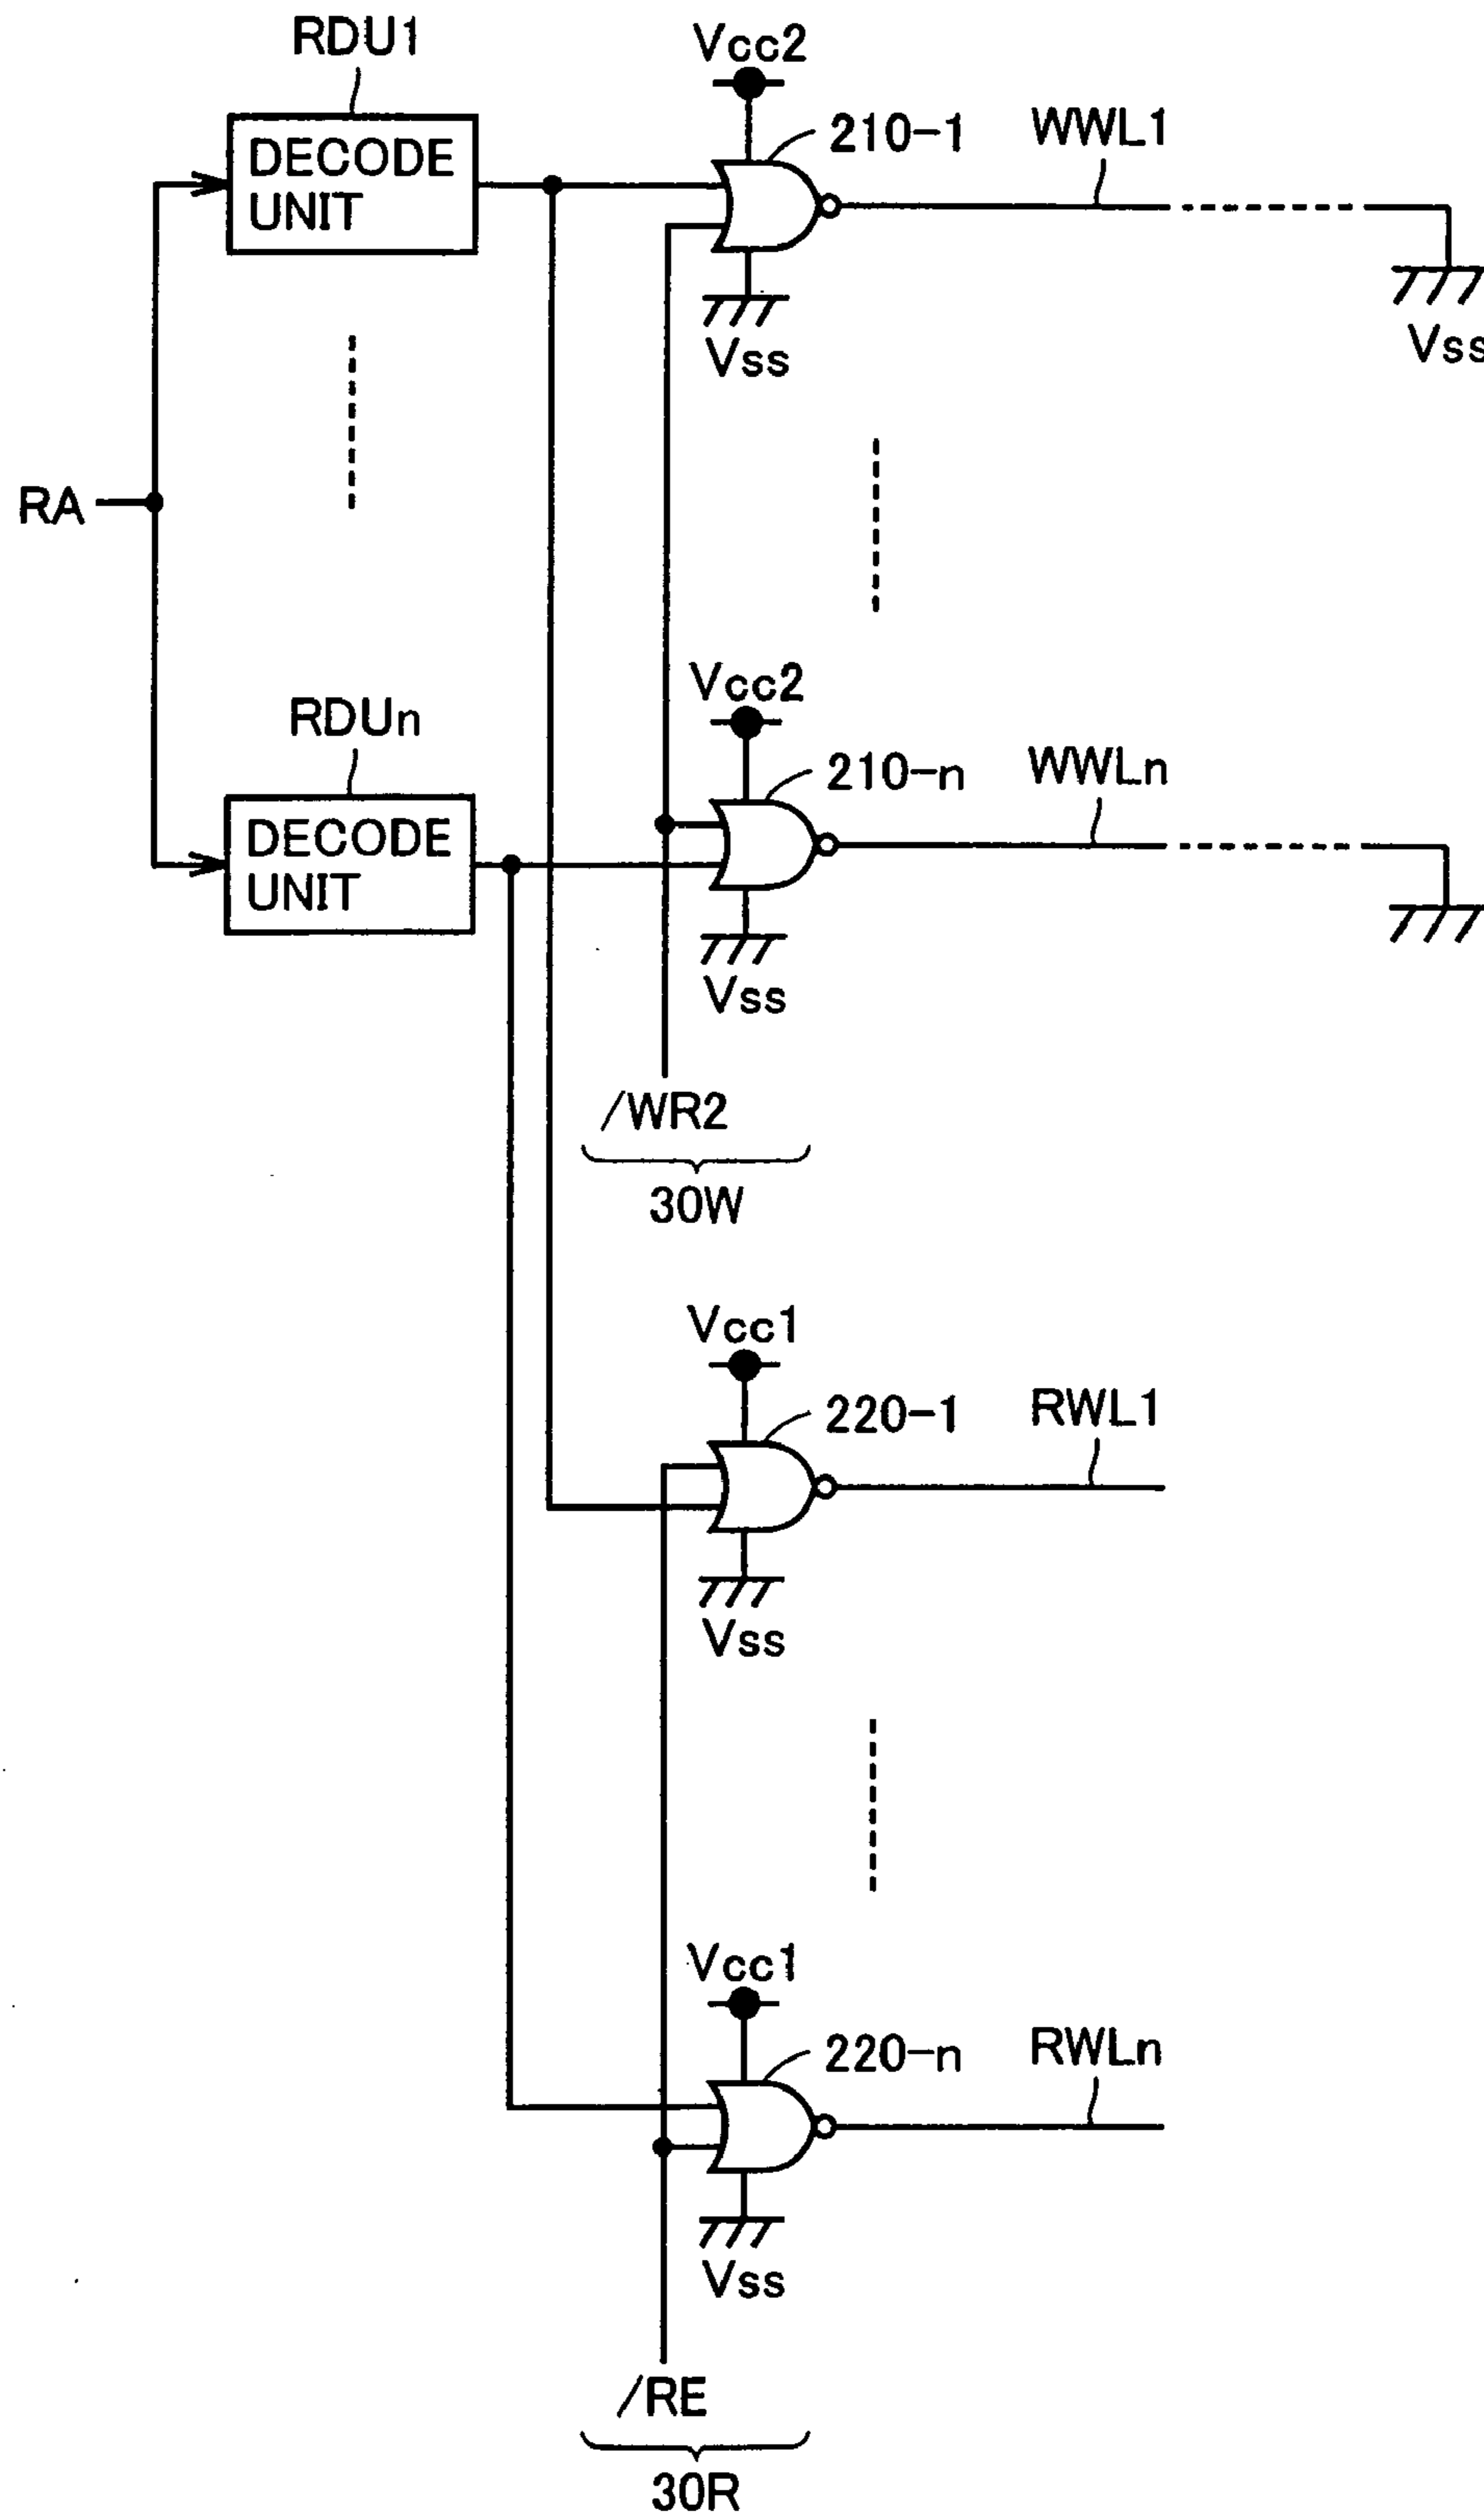 RDU1
Vcc2
210-1
WWL1
DECODE
UNIT
Vss
Vss
RA
Vcc2
RDUn
210-n
WWLn
DECODE
UNIT
Vss
/WR2
30W
Vcc1
220-1
RWL1
Vss
Vcc1
220-n
RWLn
Vss
/RE
30R